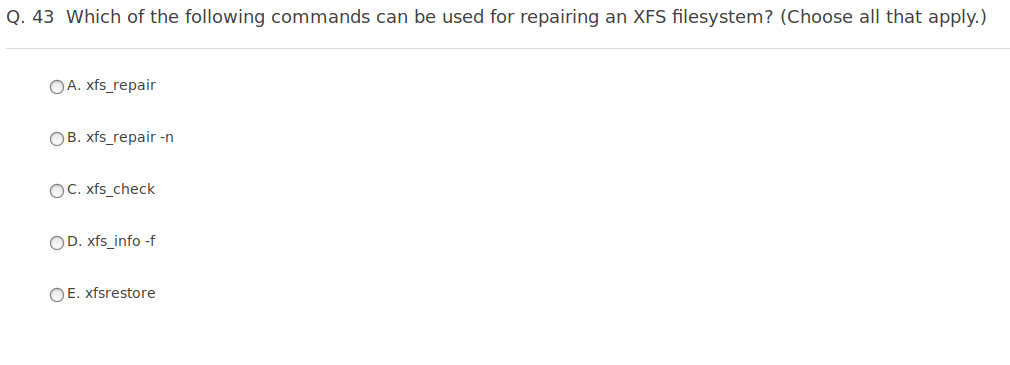 Q. 43 Which of the following commands can be used for repairing an XFS filesystem? (Choose all that apply.)
A. xfs_repair
B. xfs_repair -n
C. xfs_check
D. xfs_info -f
E. xfsrestore